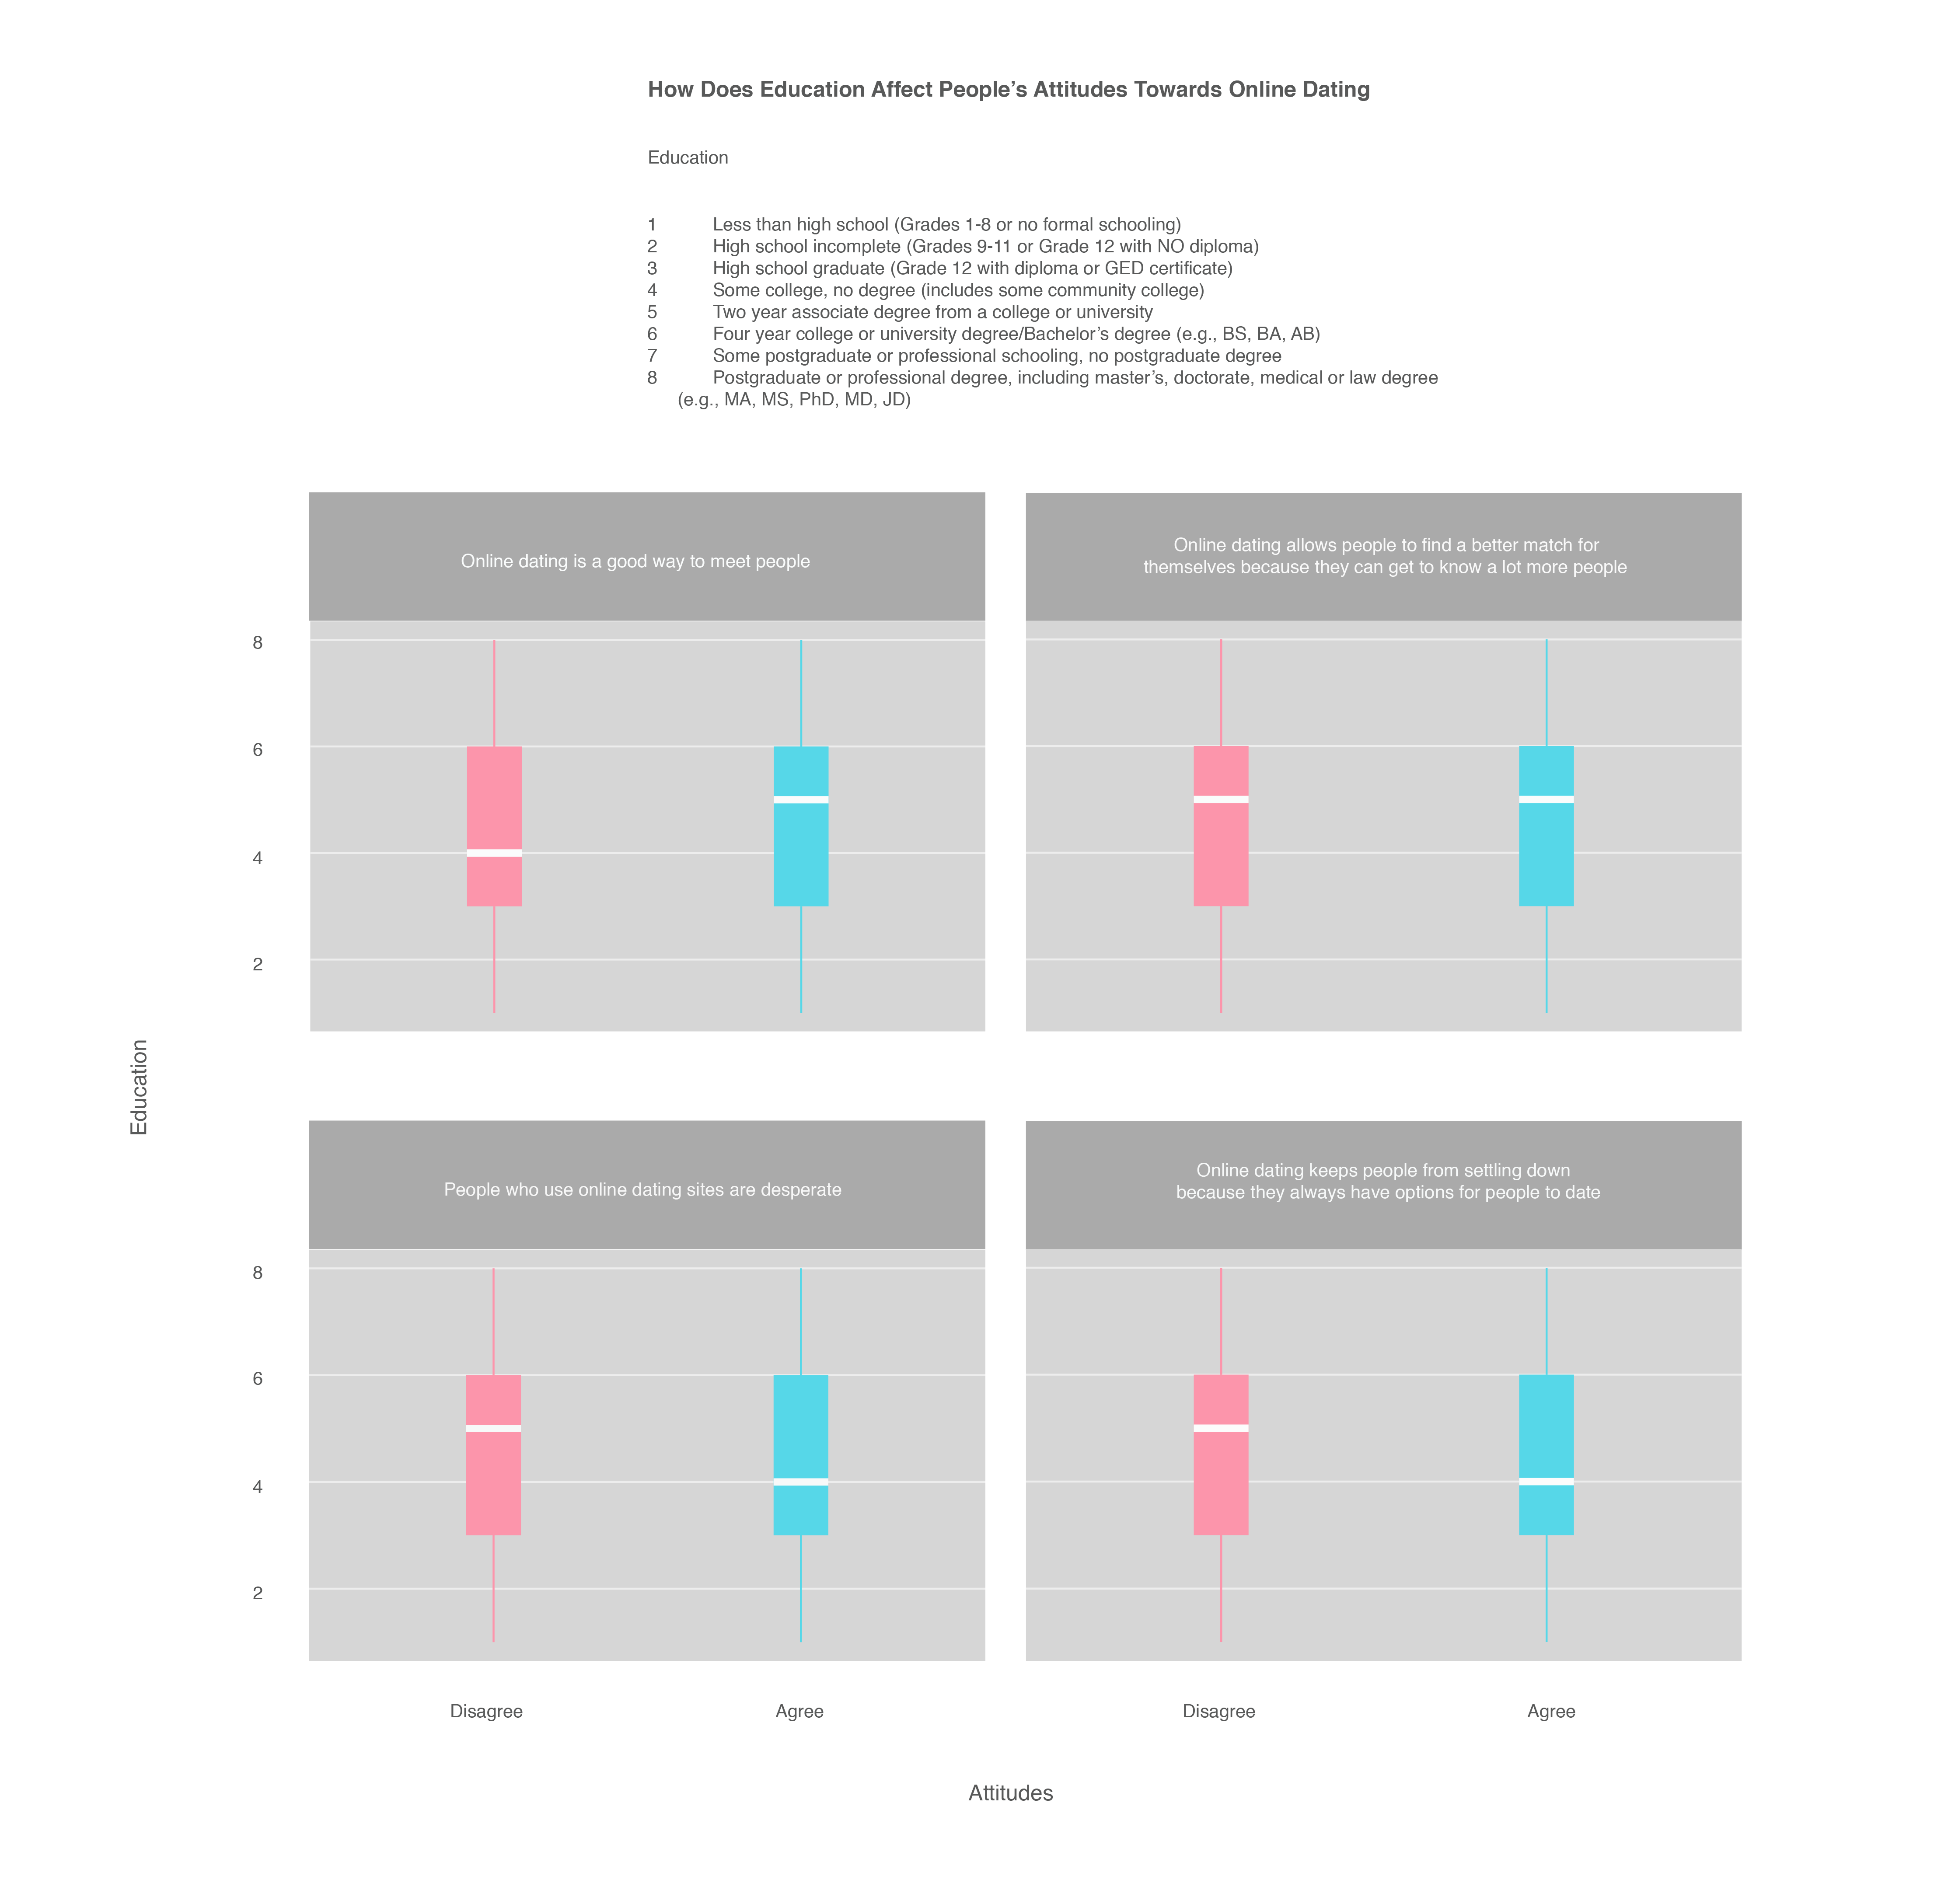 How Does Education Affect People’s Attitudes Towards Online Dating
Education
1 Less than high school (Grades 1-8 or no formal schooling)
2 High school incomplete (Grades 9-11 or Grade 12 with NO diploma)
3 High school graduate (Grade 12 with diploma or GED certificate)
4 Some college, no degree (includes some community college)
5 Two year associate degree from a college or university
6 Four year college or university degree/Bachelor’s degree (e.g., BS, BA, AB)
7 Some postgraduate or professional schooling, no postgraduate degree
8 Postgraduate or professional degree, including master’s, doctorate, medical or law degree
(e.g., MA, MS, PhD, MD, JD)
Online dating is a good way to meet people
Online dating allows people to find a better match for
themselves because they can get to know a lot more people
8
6
4
2
Education
People who use online dating sites are desperate
Online dating keeps people from settling down
because they always have options for people to date
8
6
4
2
Disagree
Agree
Disagree
Agree
Attitudes